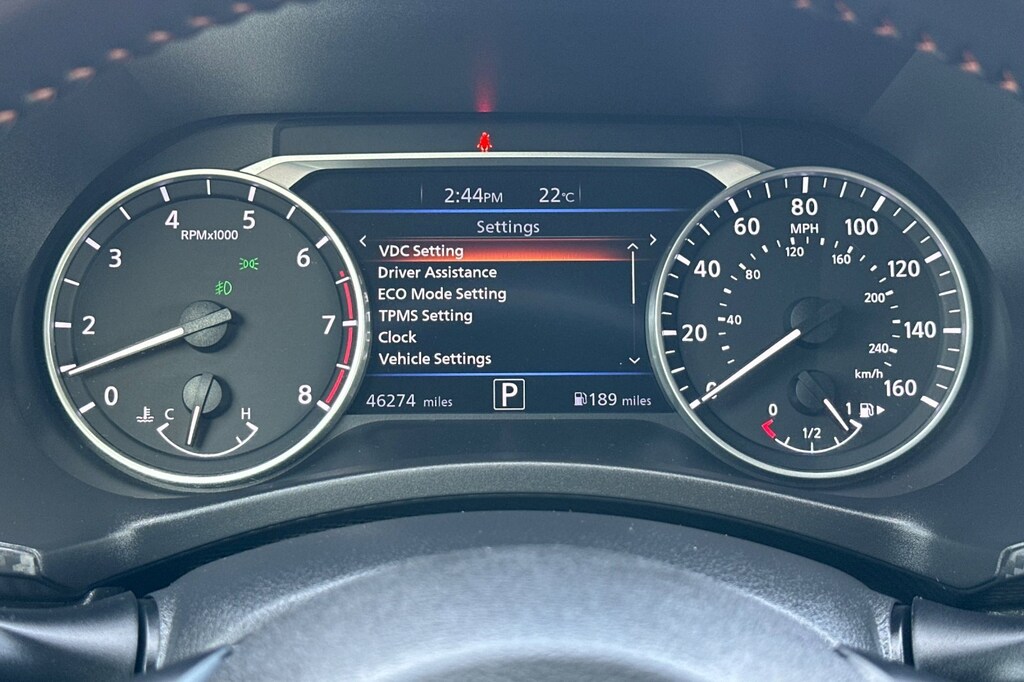 2:44PM 22°C
Settings
VDC Setting
Driver Assistance
ECO Mode Setting
TPMS Setting
Clock
Vehicle Settings
46274 miles P 189 miles
0
2
3
4
5
6
7
8
RPMx1000
C H
0
20
40
60
80
100
120
140
160
MPH
40
80
120
160
200
240
km/h
0 1/2 1